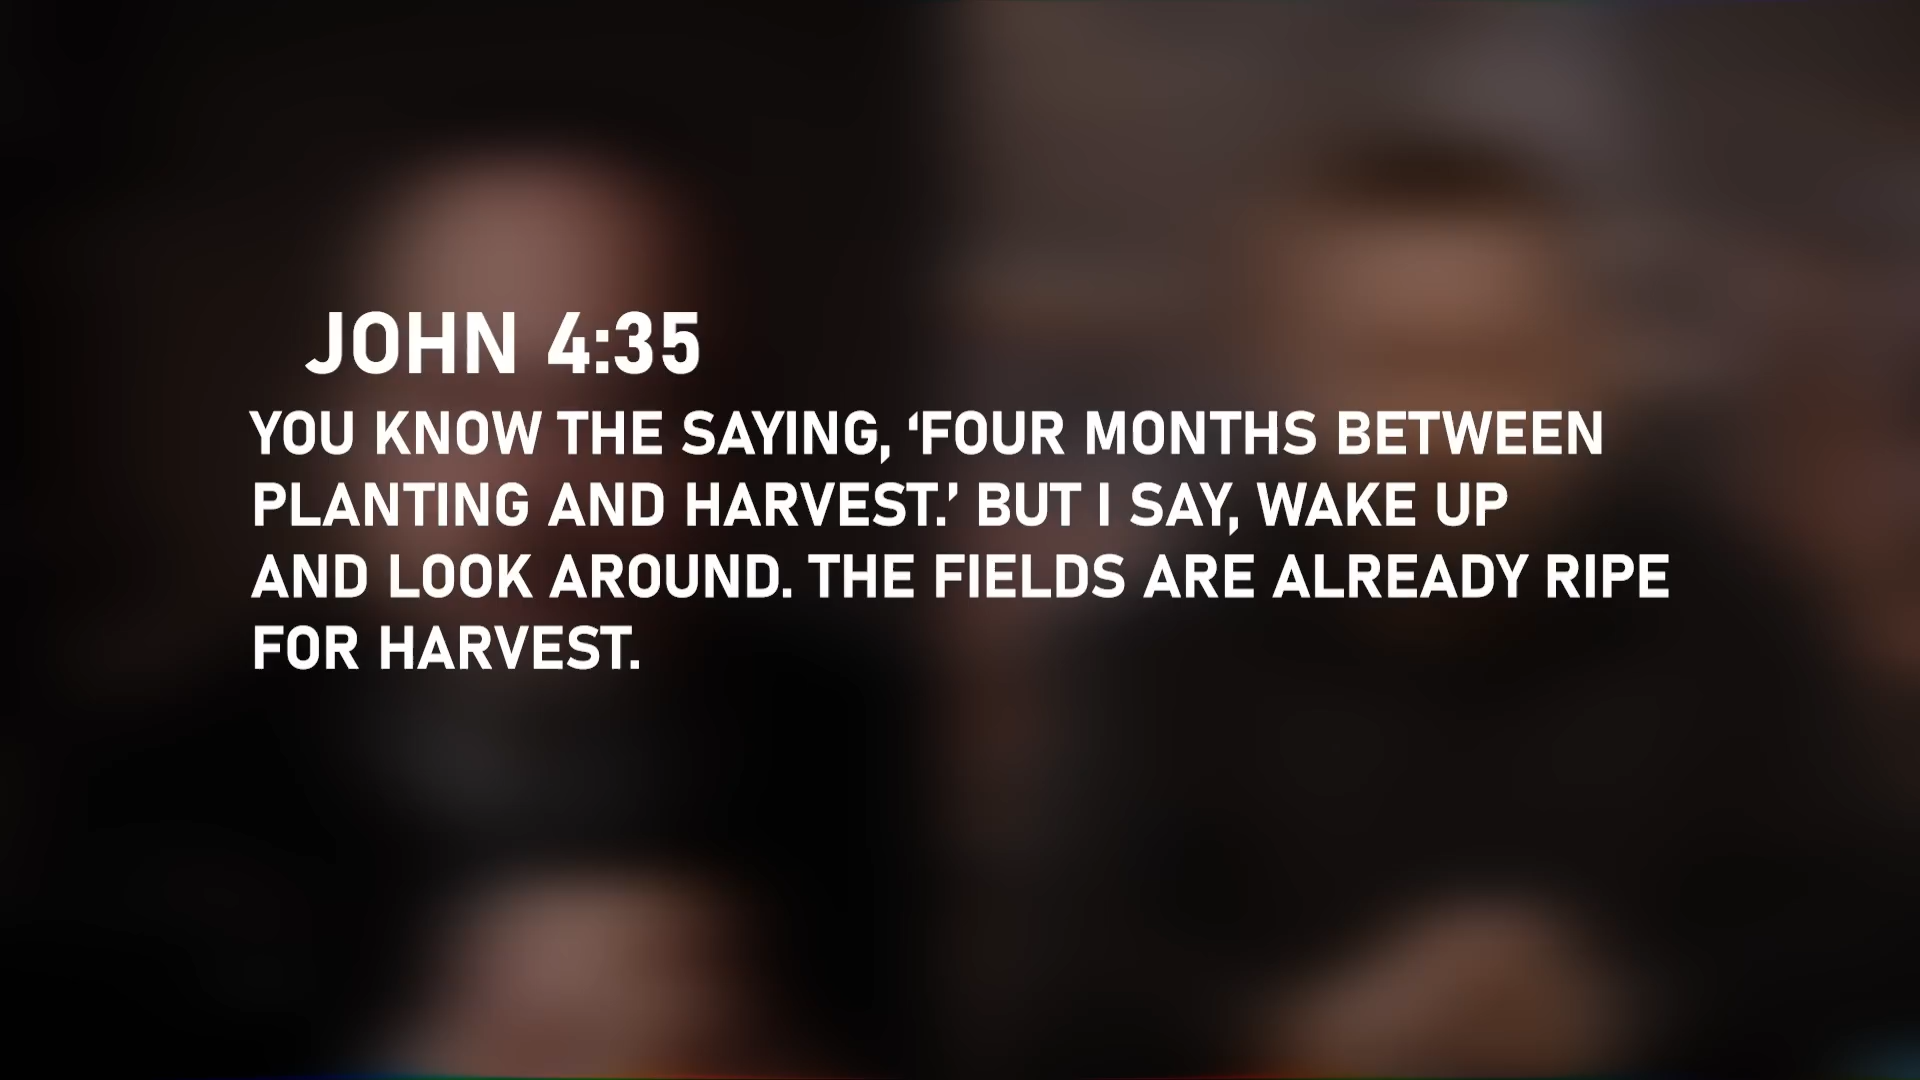 JOHN 4:35
YOU KNOW THE SAYING, ‘FOUR MONTHS BETWEEN
PLANTING AND HARVEST.’ BUT I SAY, WAKE UP
AND LOOK AROUND. THE FIELDS ARE ALREADY RIPE
FOR HARVEST.